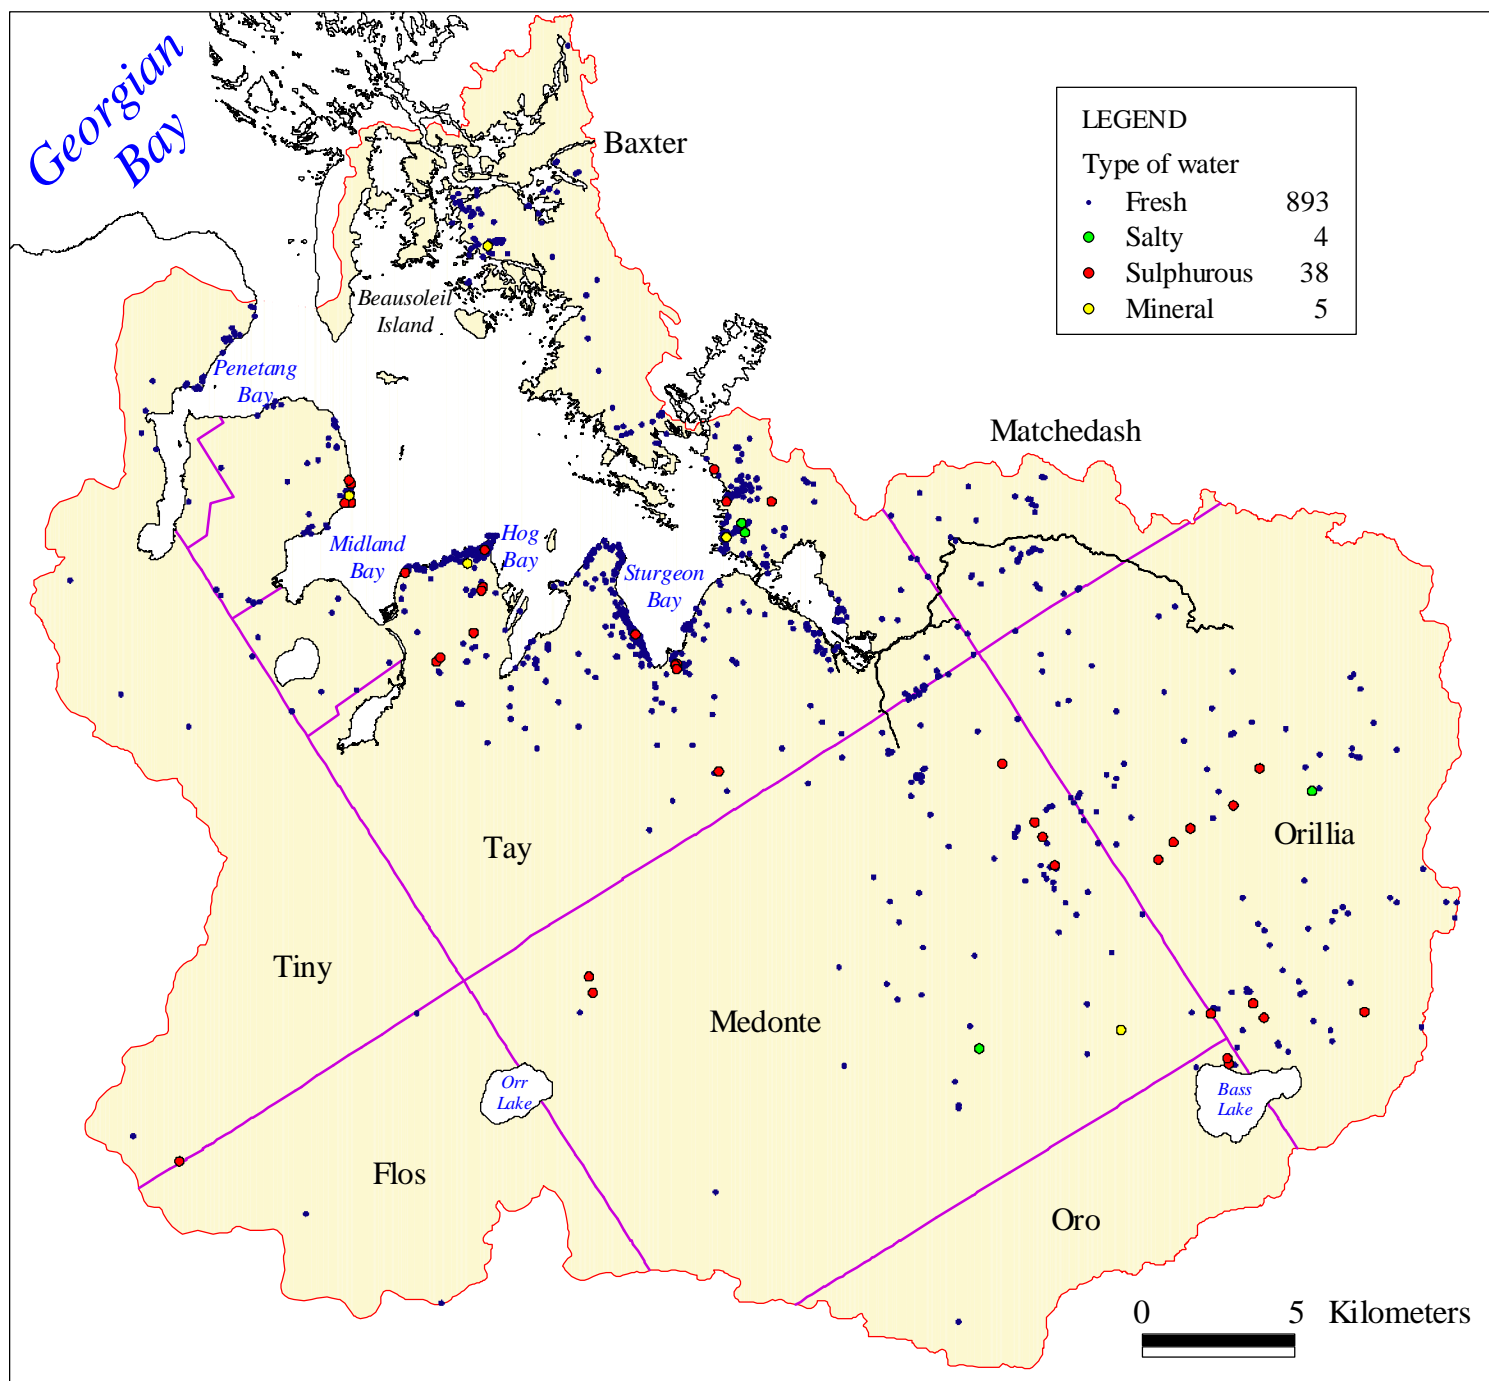 Georgian
Bay
Baxter
LEGEND
Type of water
Fresh 893
Salty 4
Sulphurous 38
Mineral 5
Beausoleil
Island
Penetang
Bay
Matchedash
Midland
Bay
Hog
Bay
Sturgeon
Bay
Tay
Orillia
Tiny
Medonte
Orr
Lake
Bass
Lake
Flos
Oro
0 5 Kilometers